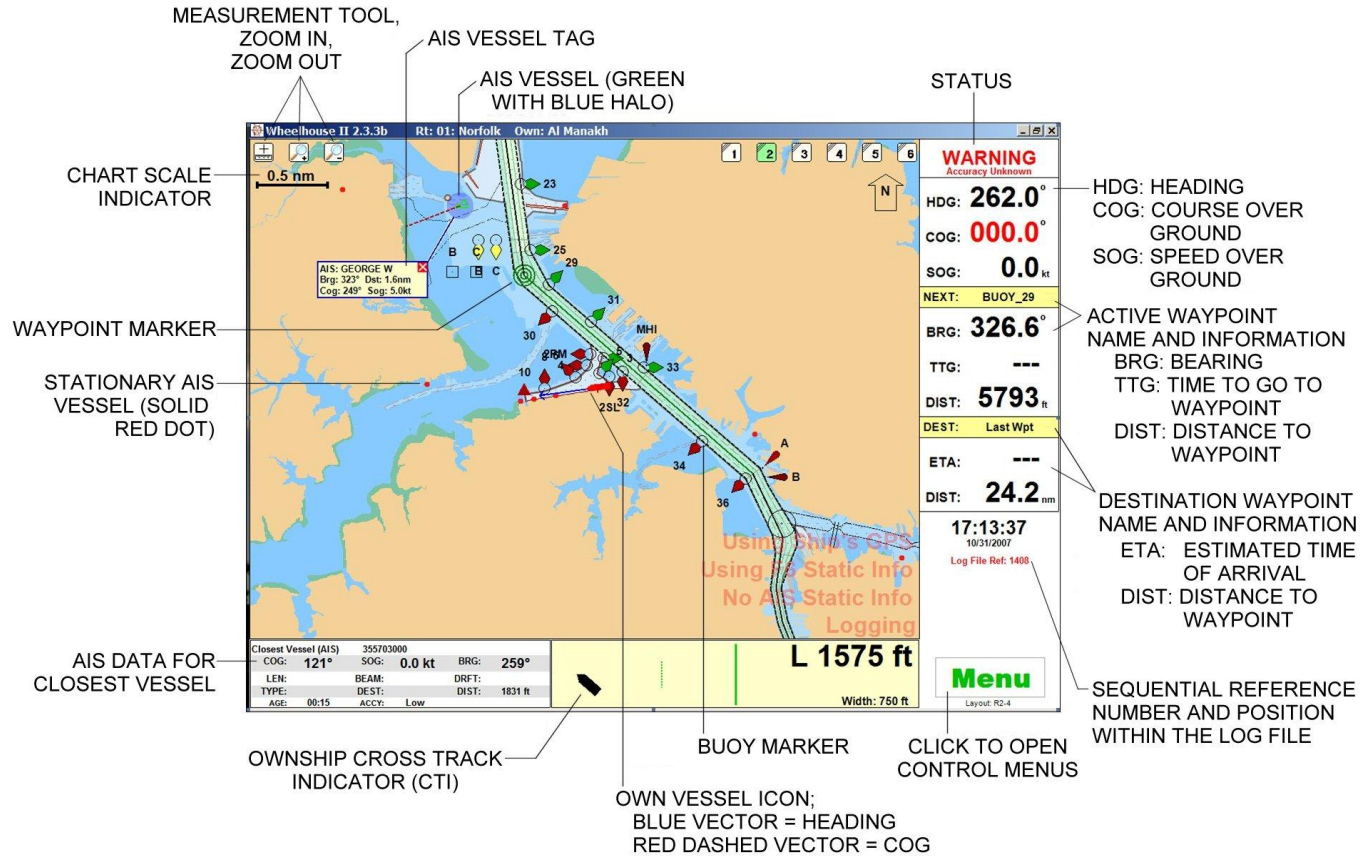 MEASUREMENT TOOL,
ZOOM IN,
ZOOM OUT
AIS VESSEL TAG
AIS VESSEL (GREEN
WITH BLUE HALO)
STATUS
CHART SCALE
INDICATOR
WAYPOINT MARKER
STATIONARY AIS
VESSEL (SOLID
RED DOT)
AIS DATA FOR
CLOSEST VESSEL
Wheelhouse II 2.3.3b Rt: 01: Norfolk Own: Al Manakh
0.5 nm
1 2 3 4 5 6
N
23
25
29
31
B C
B C
AIS: GEORGE W
Brg: 323° Dst: 1.6nm
Cog: 249° Sog: 5.0kt
30
MHI
2PM
5
3
4
33
10
32
2SL
34
A
B
36
Using Ship's GPS
Using FS Static Info
No AIS Static Info
Logging
WARNING
Accuracy Unknown
HDG: 262.0°
COG: 000.0°
SOG: 0.0 kt
NEXT: BUOY_29
BRG: 326.6°
TTG: ---
DIST: 5793 ft
DEST: Last Wpt
ETA: ---
DIST: 24.2 nm
17:13:37
10/31/2007
Log File Ref: 1408
Menu
Layout: R2-4
Closest Vessel (AIS) 355703000
COG: 121° SOG: 0.0 kt BRG: 259°
LEN: BEAM: DRFT:
TYPE: DEST: DIST: 1831 ft
AGE: 00:15 ACCY: Low
L 1575 ft
Width: 750 ft
HDG: HEADING
COG: COURSE OVER
GROUND
SOG: SPEED OVER
GROUND
ACTIVE WAYPOINT
NAME AND INFORMATION
BRG: BEARING
TTG: TIME TO GO TO
WAYPOINT
DIST: DISTANCE TO
WAYPOINT
DESTINATION WAYPOINT
NAME AND INFORMATION
ETA: ESTIMATED TIME
OF ARRIVAL
DIST: DISTANCE TO
WAYPOINT
SEQUENTIAL REFERENCE
NUMBER AND POSITION
WITHIN THE LOG FILE
OWNSHIP CROSS TRACK
INDICATOR (CTI)
BUOY MARKER
CLICK TO OPEN
CONTROL MENUS
OWN VESSEL ICON;
BLUE VECTOR = HEADING
RED DASHED VECTOR = COG